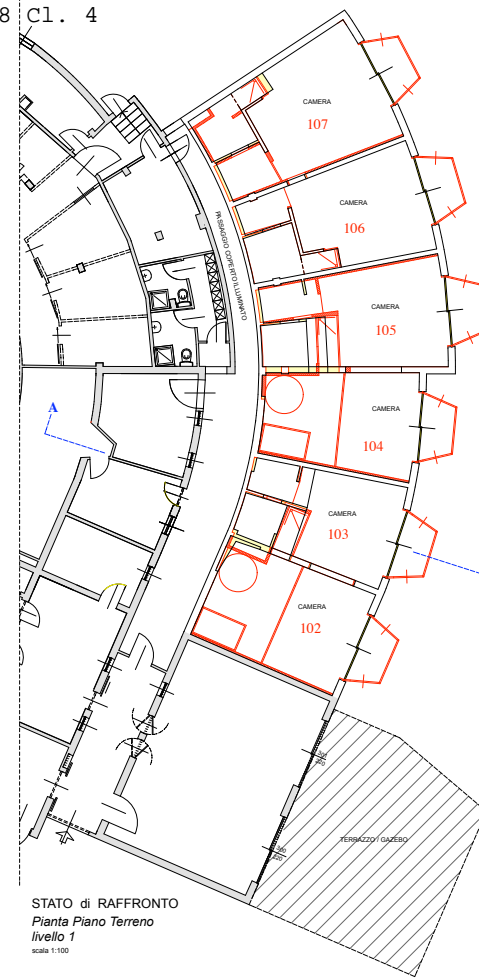 8 Cl. 4
CAMERA
107
CAMERA
106
PASSAGGIO COPERTO ILLUMINATO
CAMERA
105
A
CAMERA
104
CAMERA
103
CAMERA
102
TERRAZZO / GAZEBO
STATO di RAFFRONTO
Pianta Piano Terreno
livello 1
scala 1:100